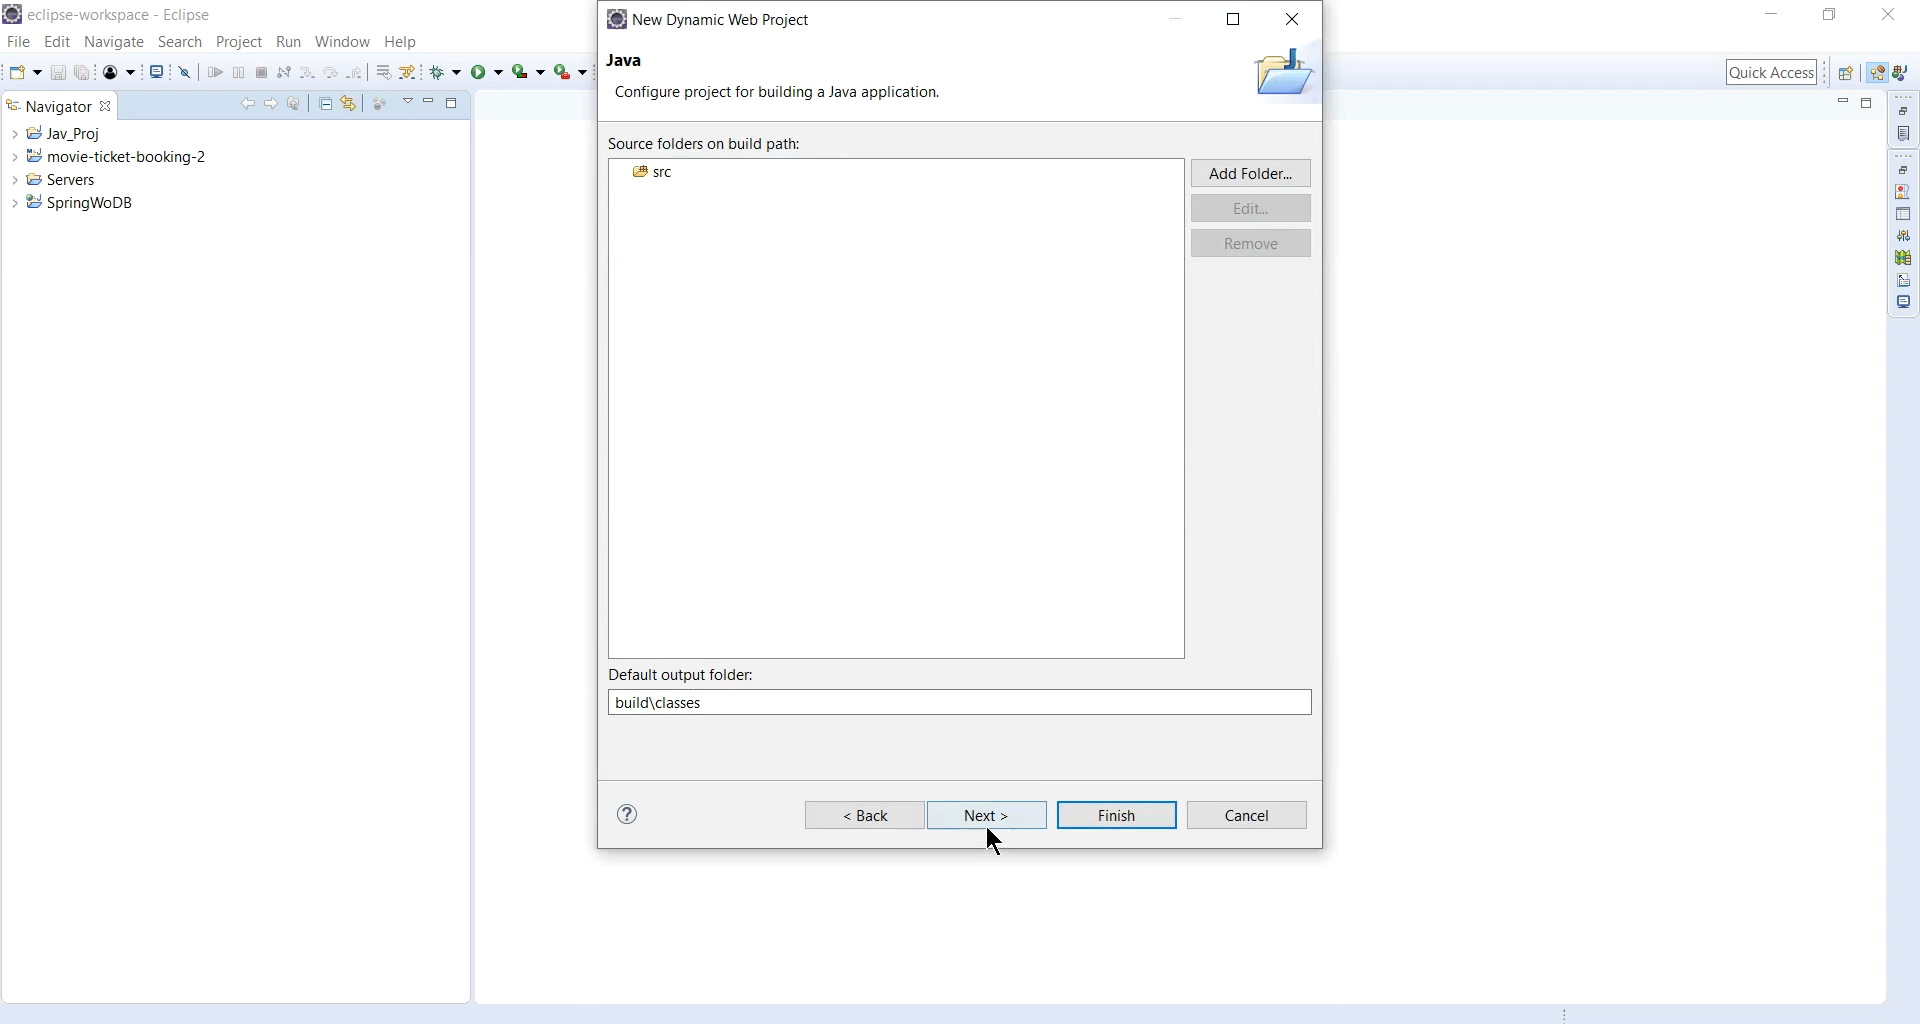 eclipse-workspace - Eclipse
File Edit Navigate Search Project Run Window Help
Quick Access
Navigator
Jav_Proj
movie-ticket-booking-2
Servers
SpringWoDB
New Dynamic Web Project
Java
Configure project for building a Java application.
Source folders on build path:
src
Add Folder...
Edit...
Remove
Default output folder:
build\classes
? < Back Next > Finish Cancel